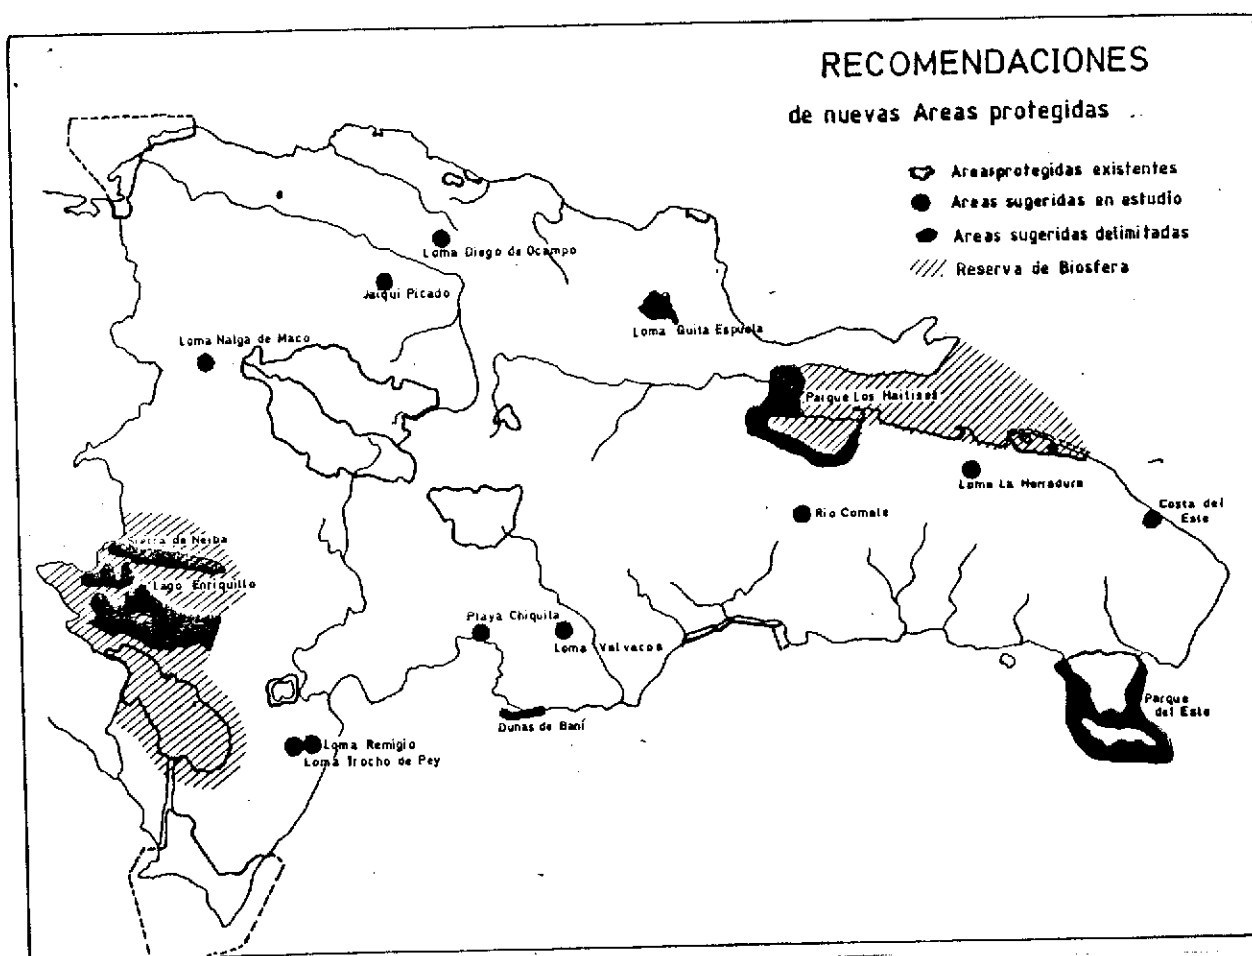 RECOMENDACIONES
de nuevas Areas protegidas
Areasprotegidas existentes
Areas sugeridas en estudio
Areas sugeridas delimitadas
Reserva de Biosfera
Loma Diego de Ocampo
Jaiqui Picado
Loma Quita Espuela
Loma Nalga de Maco
Parque Los Haitises
Loma La Herradura
Rio Comate
Costa del
Este
Sierra de Neiba
Lago Enriquillo
Playa Chiquita
Loma Valvacoa
Parque
del Este
Dunas de Baní
Loma Remigio
Loma Trocho de Pey